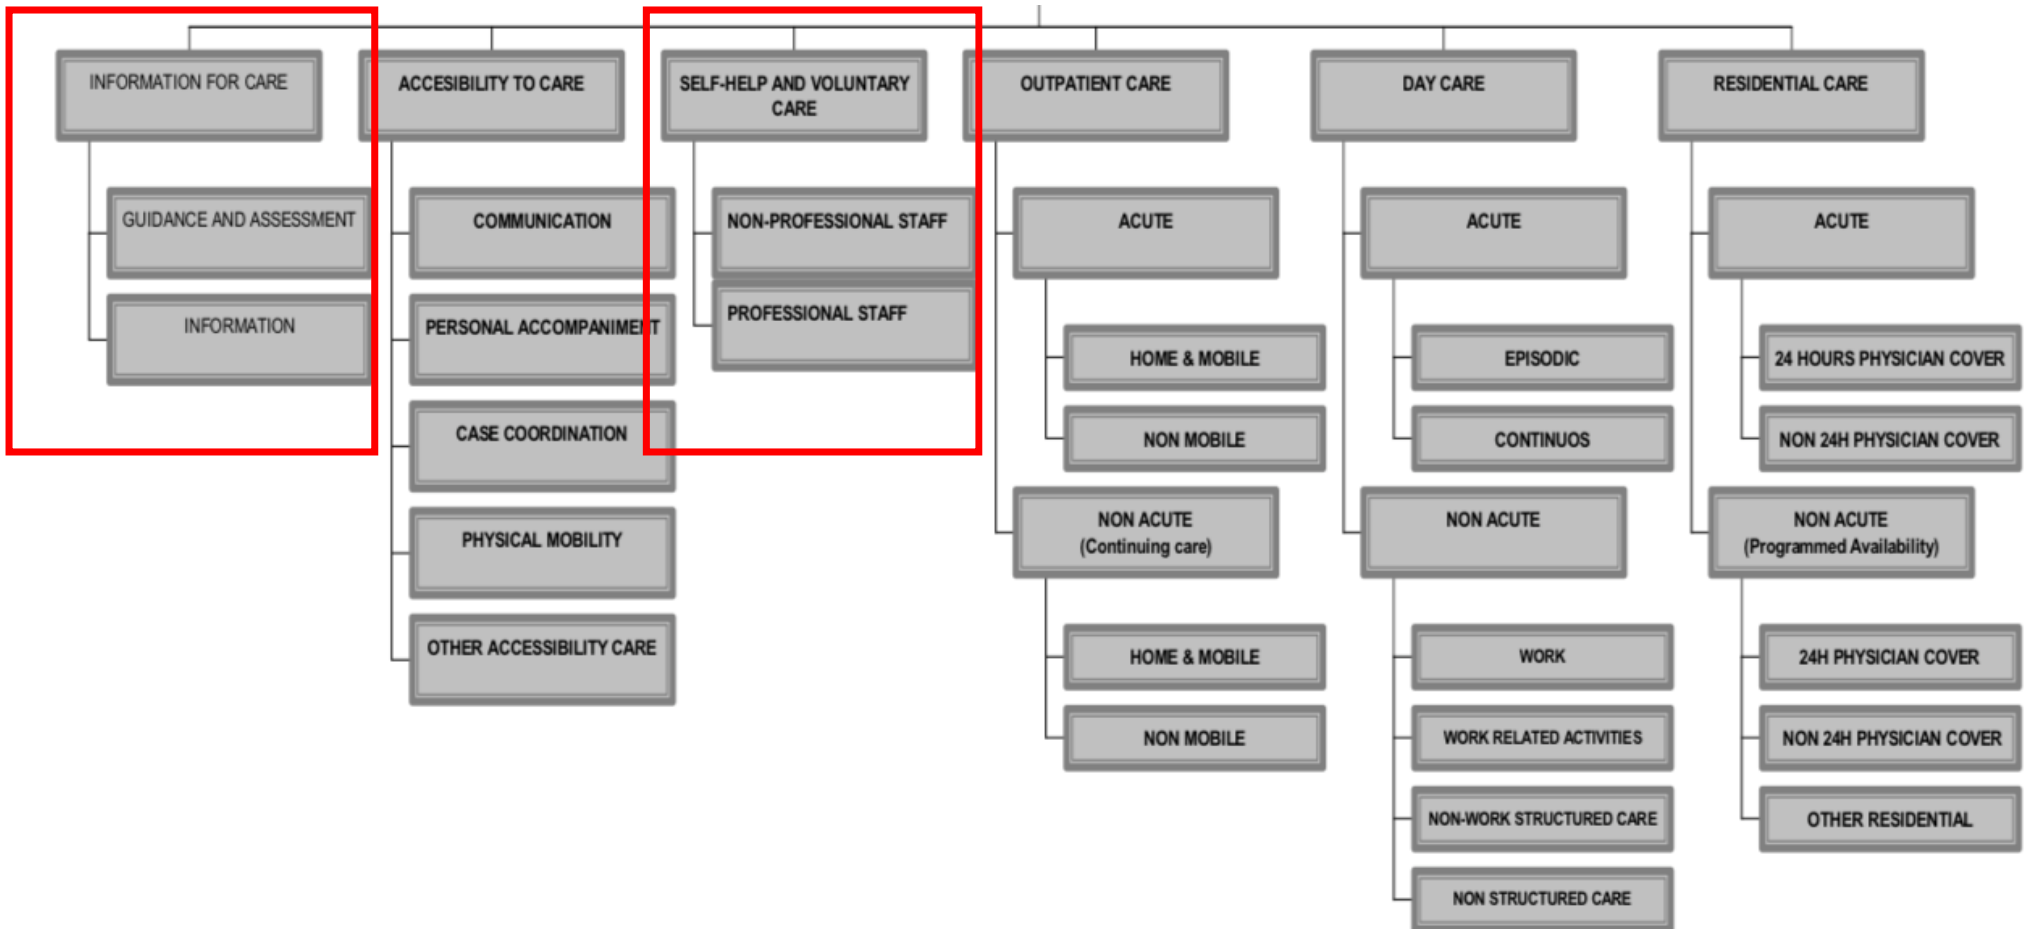 INFORMATION FOR CARE
GUIDANCE AND ASSESSMENT
INFORMATION
ACCESIBILITY TO CARE
COMMUNICATION
PERSONAL ACCOMPANIMENT
CASE COORDINATION
PHYSICAL MOBILITY
OTHER ACCESSIBILITY CARE
SELF-HELP AND VOLUNTARY
CARE
NON-PROFESSIONAL STAFF
PROFESSIONAL STAFF
OUTPATIENT CARE
ACUTE
HOME & MOBILE
NON MOBILE
NON ACUTE
(Continuing care)
HOME & MOBILE
NON MOBILE
DAY CARE
ACUTE
EPISODIC
CONTINUOS
NON ACUTE
WORK
WORK RELATED ACTIVITIES
NON-WORK STRUCTURED CARE
NON STRUCTURED CARE
RESIDENTIAL CARE
ACUTE
24 HOURS PHYSICIAN COVER
NON 24H PHYSICIAN COVER
NON ACUTE
(Programmed Availability)
24H PHYSICIAN COVER
NON 24H PHYSICIAN COVER
OTHER RESIDENTIAL